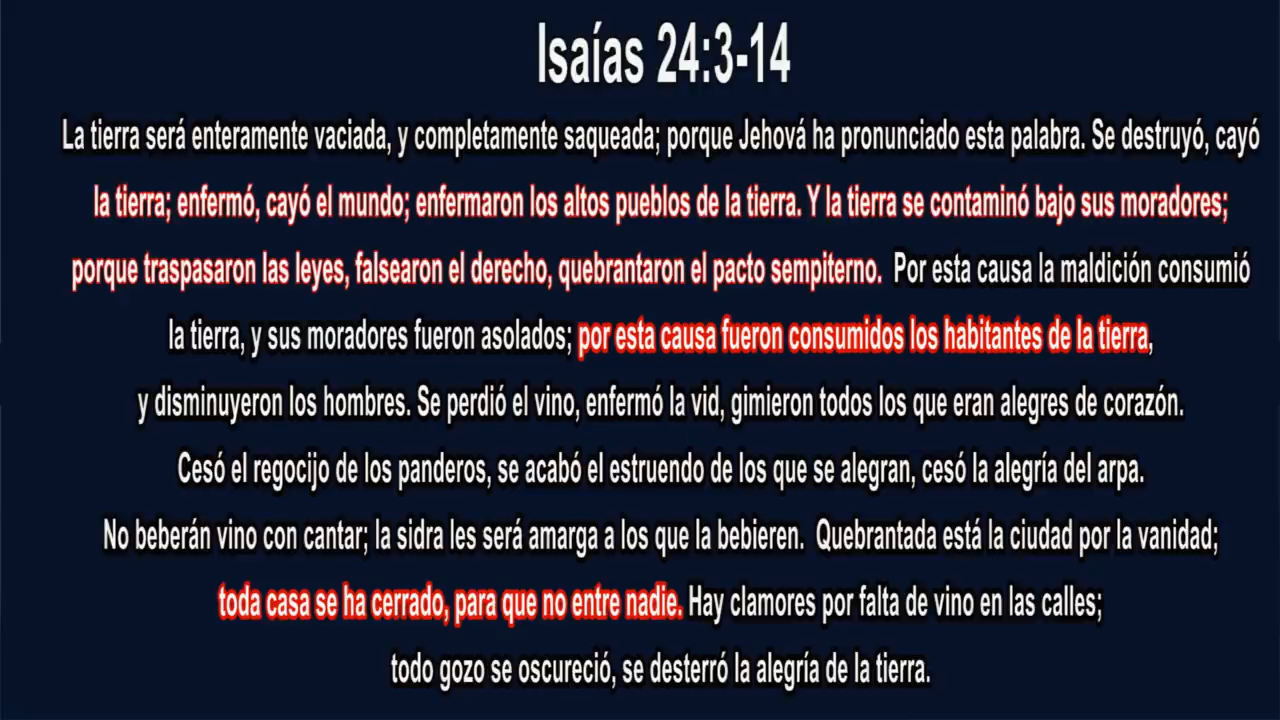 Isaías 24:3-14
La tierra será enteramente vaciada, y completamente saqueada; porque Jehová ha pronunciado esta palabra. Se destruyó, cayó
la tierra; enfermó, cayó el mundo; enfermaron los altos pueblos de la tierra. Y la tierra se contaminó bajo sus moradores;
porque traspasaron las leyes, falsearon el derecho, quebrantaron el pacto sempiterno. Por esta causa la maldición consumió
la tierra, y sus moradores fueron asolados; por esta causa fueron consumidos los habitantes de la tierra,
y disminuyeron los hombres. Se perdió el vino, enfermó la vid, gimieron todos los que eran alegres de corazón.
Cesó el regocijo de los panderos, se acabó el estruendo de los que se alegran, cesó la alegría del arpa.
No beberán vino con cantar; la sidra les será amarga a los que la bebieren. Quebrantada está la ciudad por la vanidad;
toda casa se ha cerrado, para que no entre nadie. Hay clamores por falta de vino en las calles;
todo gozo se oscureció, se desterró la alegría de la tierra.